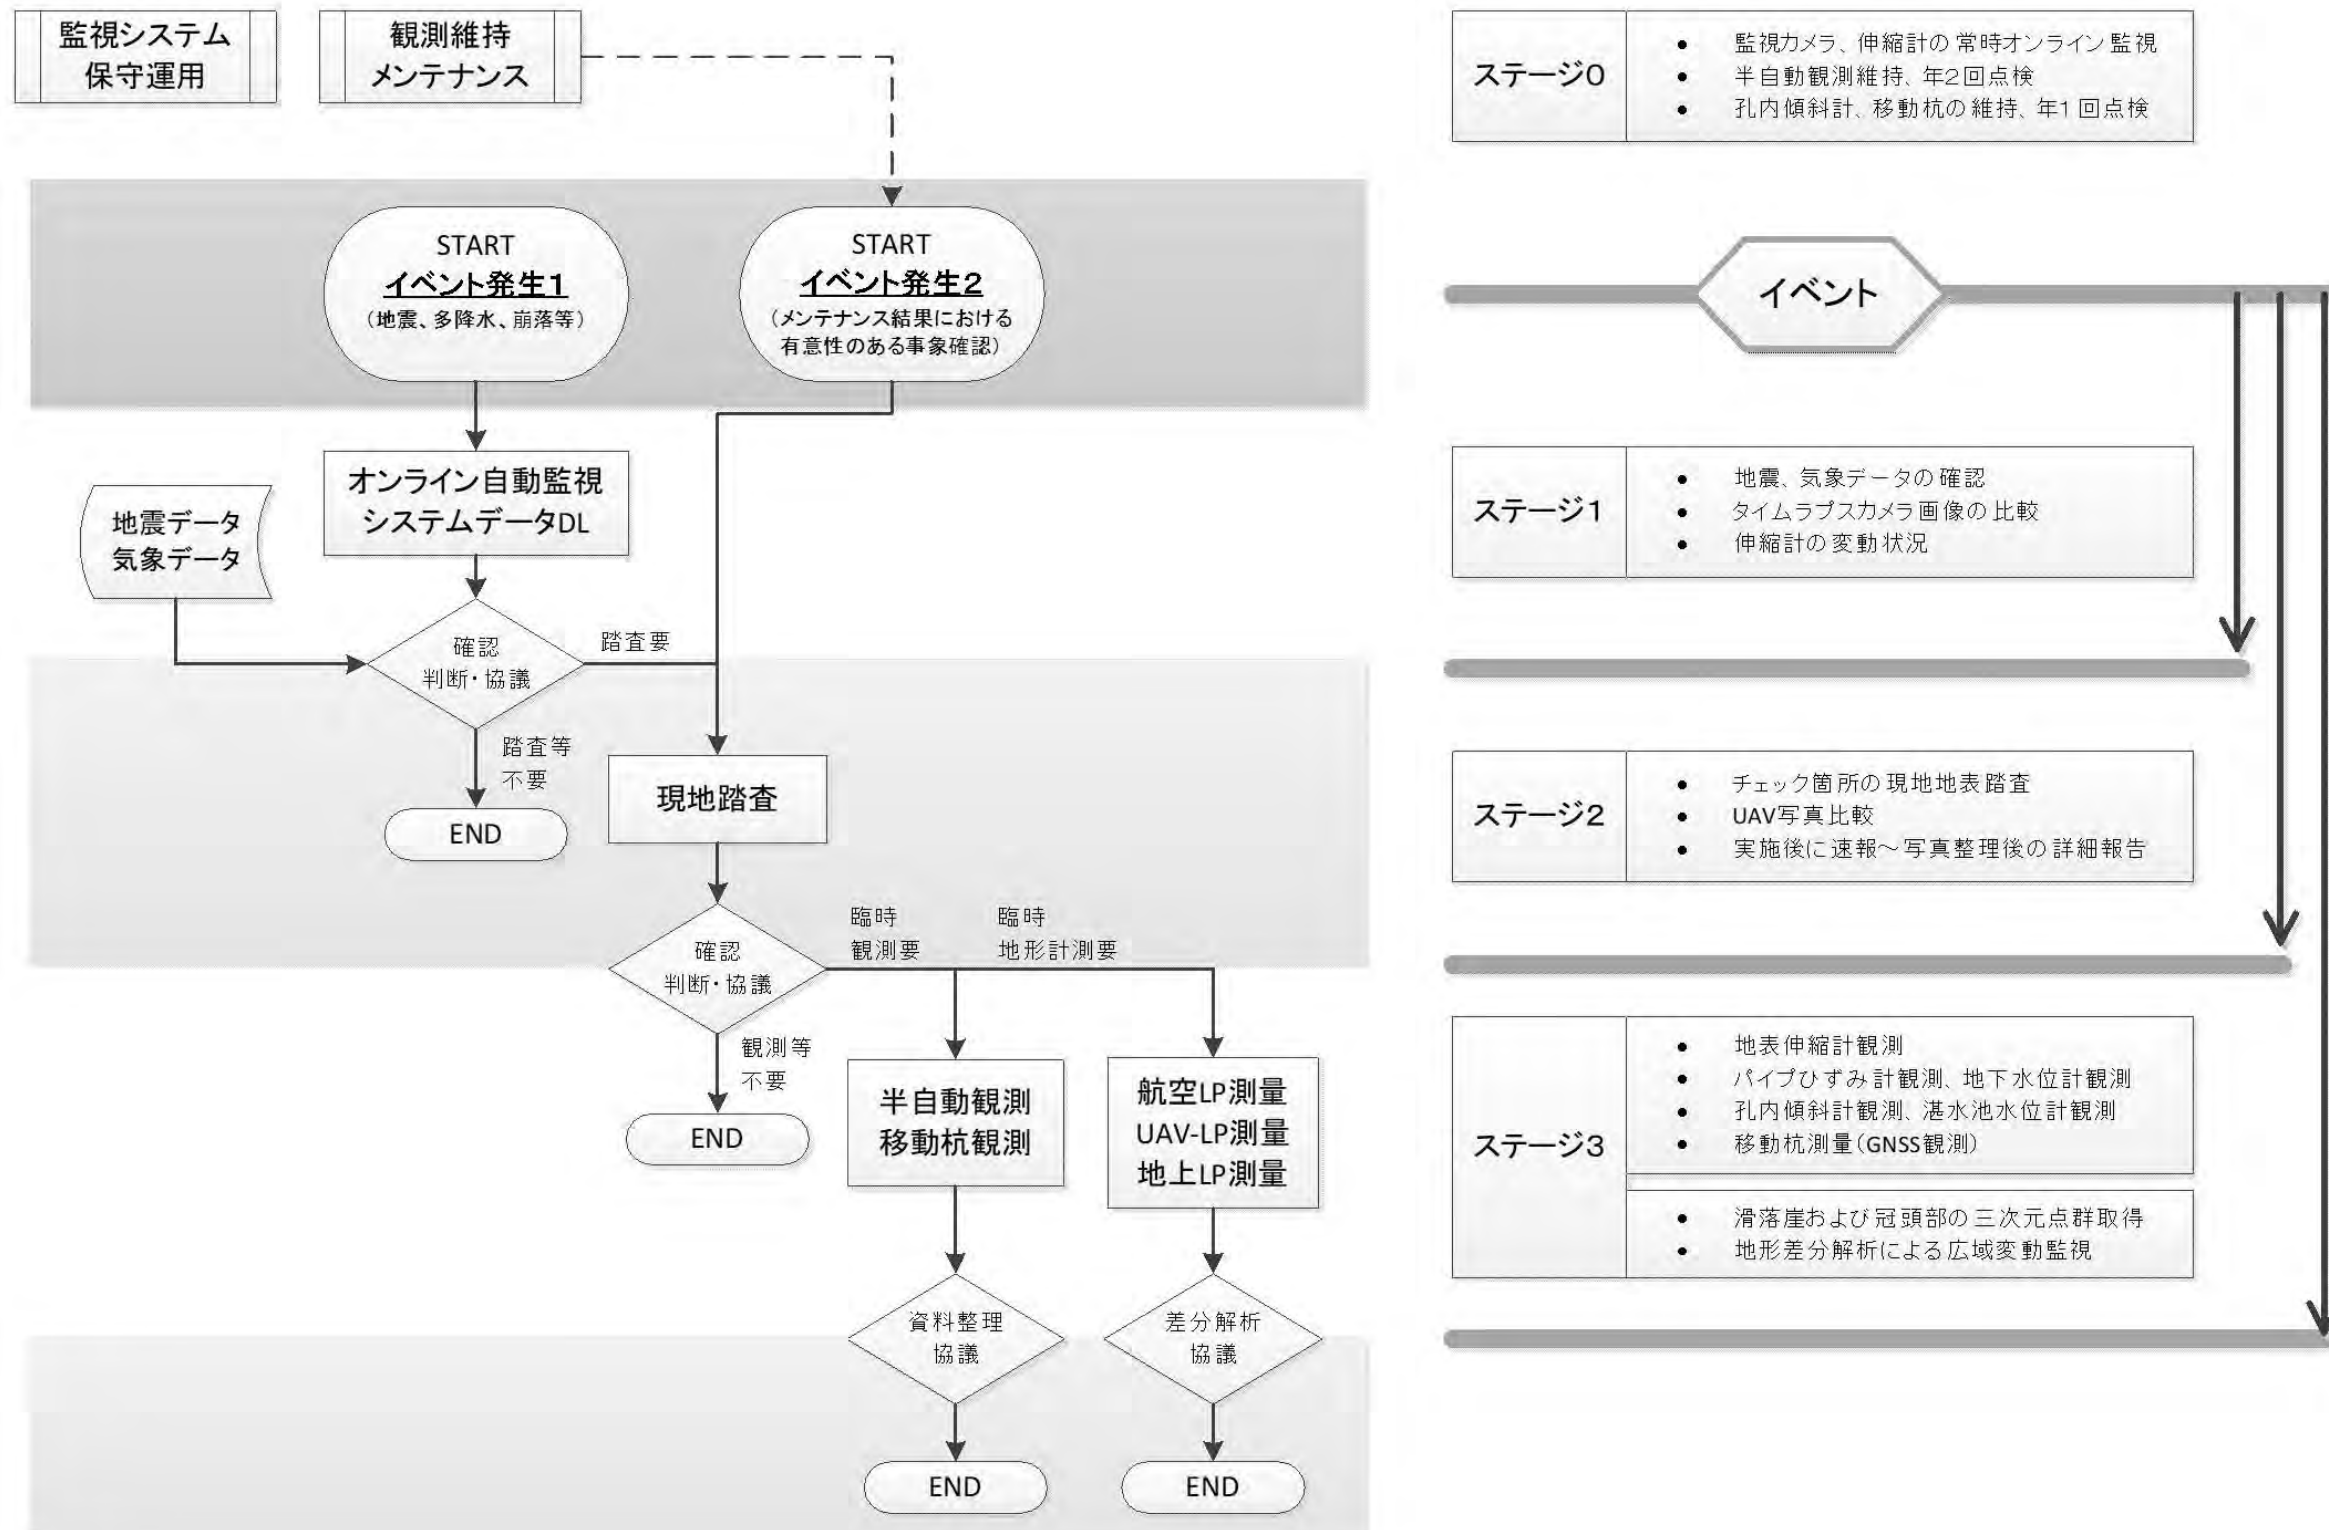 監視システム
保守運用
観測維持
メンテナンス
START
イベント発生1
(地震、多降水、崩落等)
START
イベント発生2
(メンテナンス結果における
有意性のある事象確認)
オンライン自動監視
システムデータDL
地震データ
気象データ
確認
判断・協議
踏査要
踏査等
不要
END
現地踏査
確認
判断・協議
臨時
観測要
臨時
地形計測要
観測等
不要
END
半自動観測
移動杭観測
航空LP測量
UAV-LP測量
地上LP測量
資料整理
協議
差分解析
協議
END
END
ステージ0
● 監視カメラ、伸縮計の常時オンライン監視
● 半自動観測維持、年2回点検
● 孔内傾斜計、移動杭の維持、年1回点検
イベント
ステージ1
● 地震、気象データの確認
● タイムラプスカメラ画像の比較
● 伸縮計の変動状況
ステージ2
● チェック箇所の現地地表踏査
● UAV写真比較
● 実施後に速報～写真整理後の詳細報告
ステージ3
● 地表伸縮計観測
● パイプひずみ計観測、地下水位計観測
● 孔内傾斜計観測、湛水池水位計観測
● 移動杭測量(GNSS観測)
● 滑落崖および冠頭部の三次元点群取得
● 地形差分解析による広域変動監視